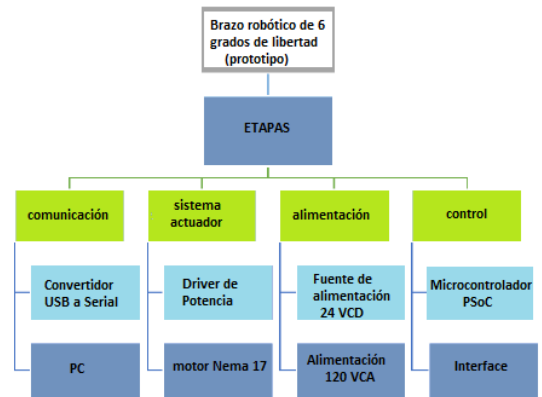 Brazo robótico de 6
grados de libertad
(prototipo)
ETAPAS
comunicación
sistema
actuador
alimentación
control
Convertidor
USB a Serial
Driver de
Potencia
Fuente de
alimentación
24 VCD
Microcontrolador
PSoC
PC
motor Nema 17
Alimentación
120 VCA
Interface